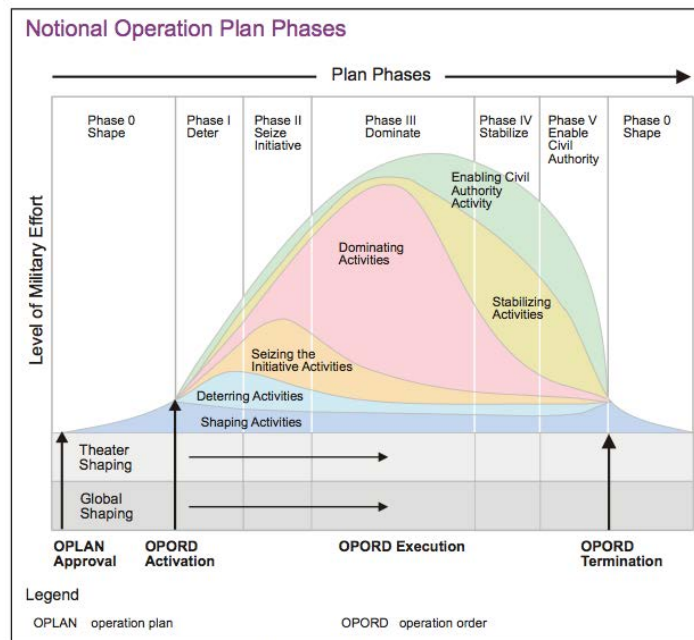 Notional Operation Plan Phases
Plan Phases
Phase 0
Shape
Phase I
Deter
Phase II
Seize
Initiative
Phase III
Dominate
Phase IV
Stabilize
Phase V
Enable
Civil
Authority
Phase 0
Shape
Level of Military Effort
Enabling Civil
Authority
Activity
Dominating
Activities
Stabilizing
Activities
Seizing the
Initiative Activities
Deterring Activities
Shaping Activities
Theater
Shaping
Global
Shaping
OPLAN
Approval
OPORD
Activation
OPORD Execution
OPORD
Termination
Legend
OPLAN operation plan
OPORD operation order